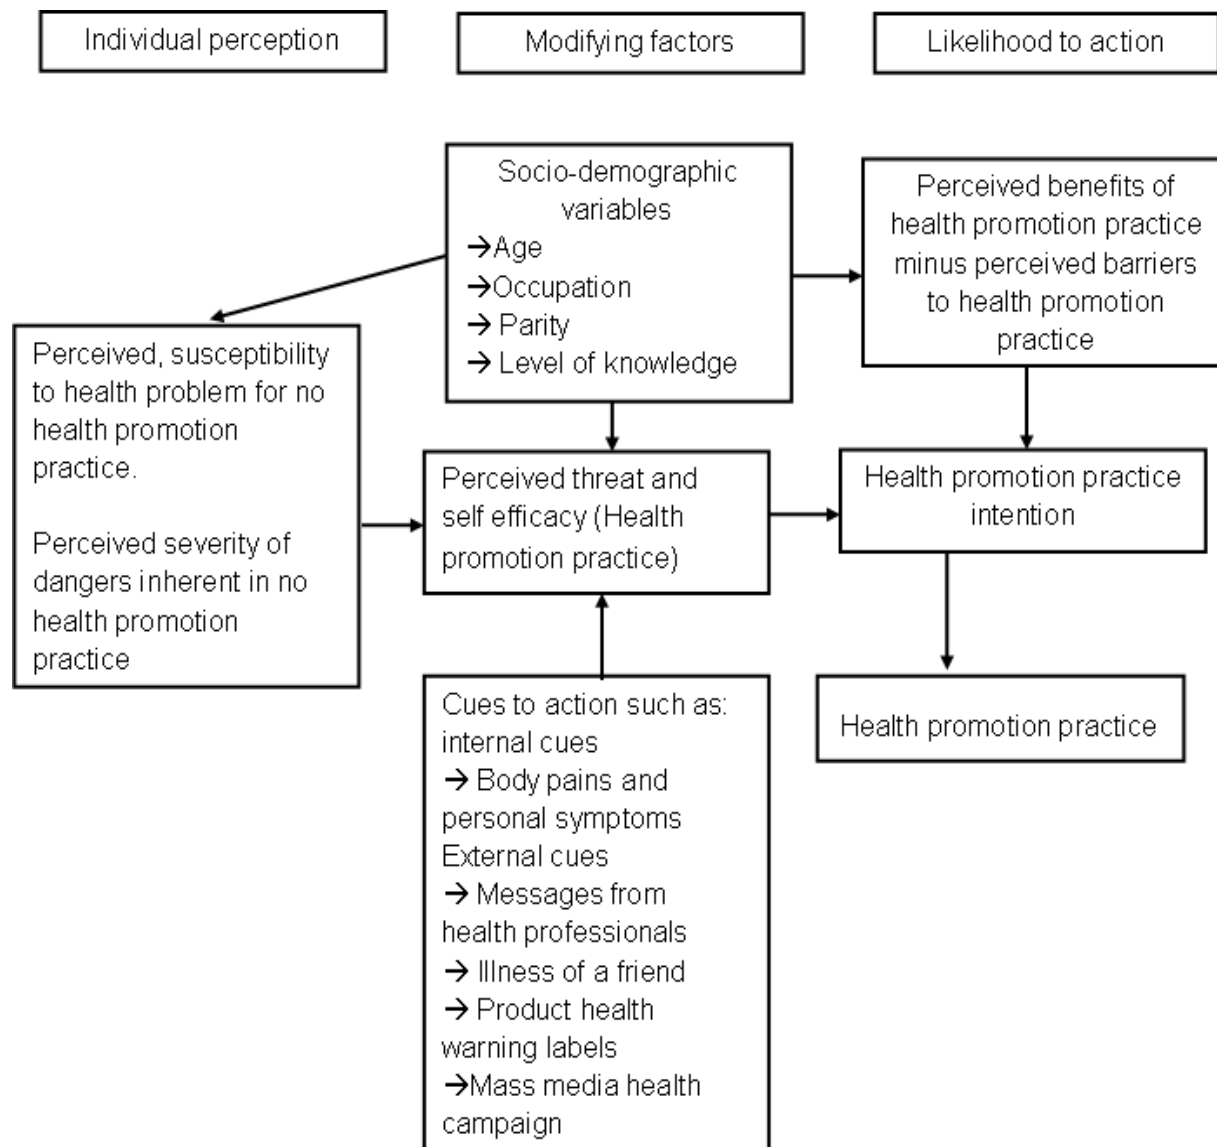 Individual perception
Modifying factors
Likelihood to action
Socio-demographic
variables
→Age
→Occupation
→ Parity
→ Level of knowledge
Perceived benefits of
health promotion practice
minus perceived barriers
to health promotion
practice
Perceived, susceptibility
to health problem for no
health promotion
practice.
Perceived severity of
dangers inherent in no
health promotion
practice
Perceived threat and
self efficacy (Health
promotion practice)
Health promotion practice
intention
Health promotion practice
Cues to action such as:
internal cues
→ Body pains and
personal symptoms
External cues
→ Messages from
health professionals
→ Illness of a friend
→ Product health
warning labels
→Mass media health
campaign